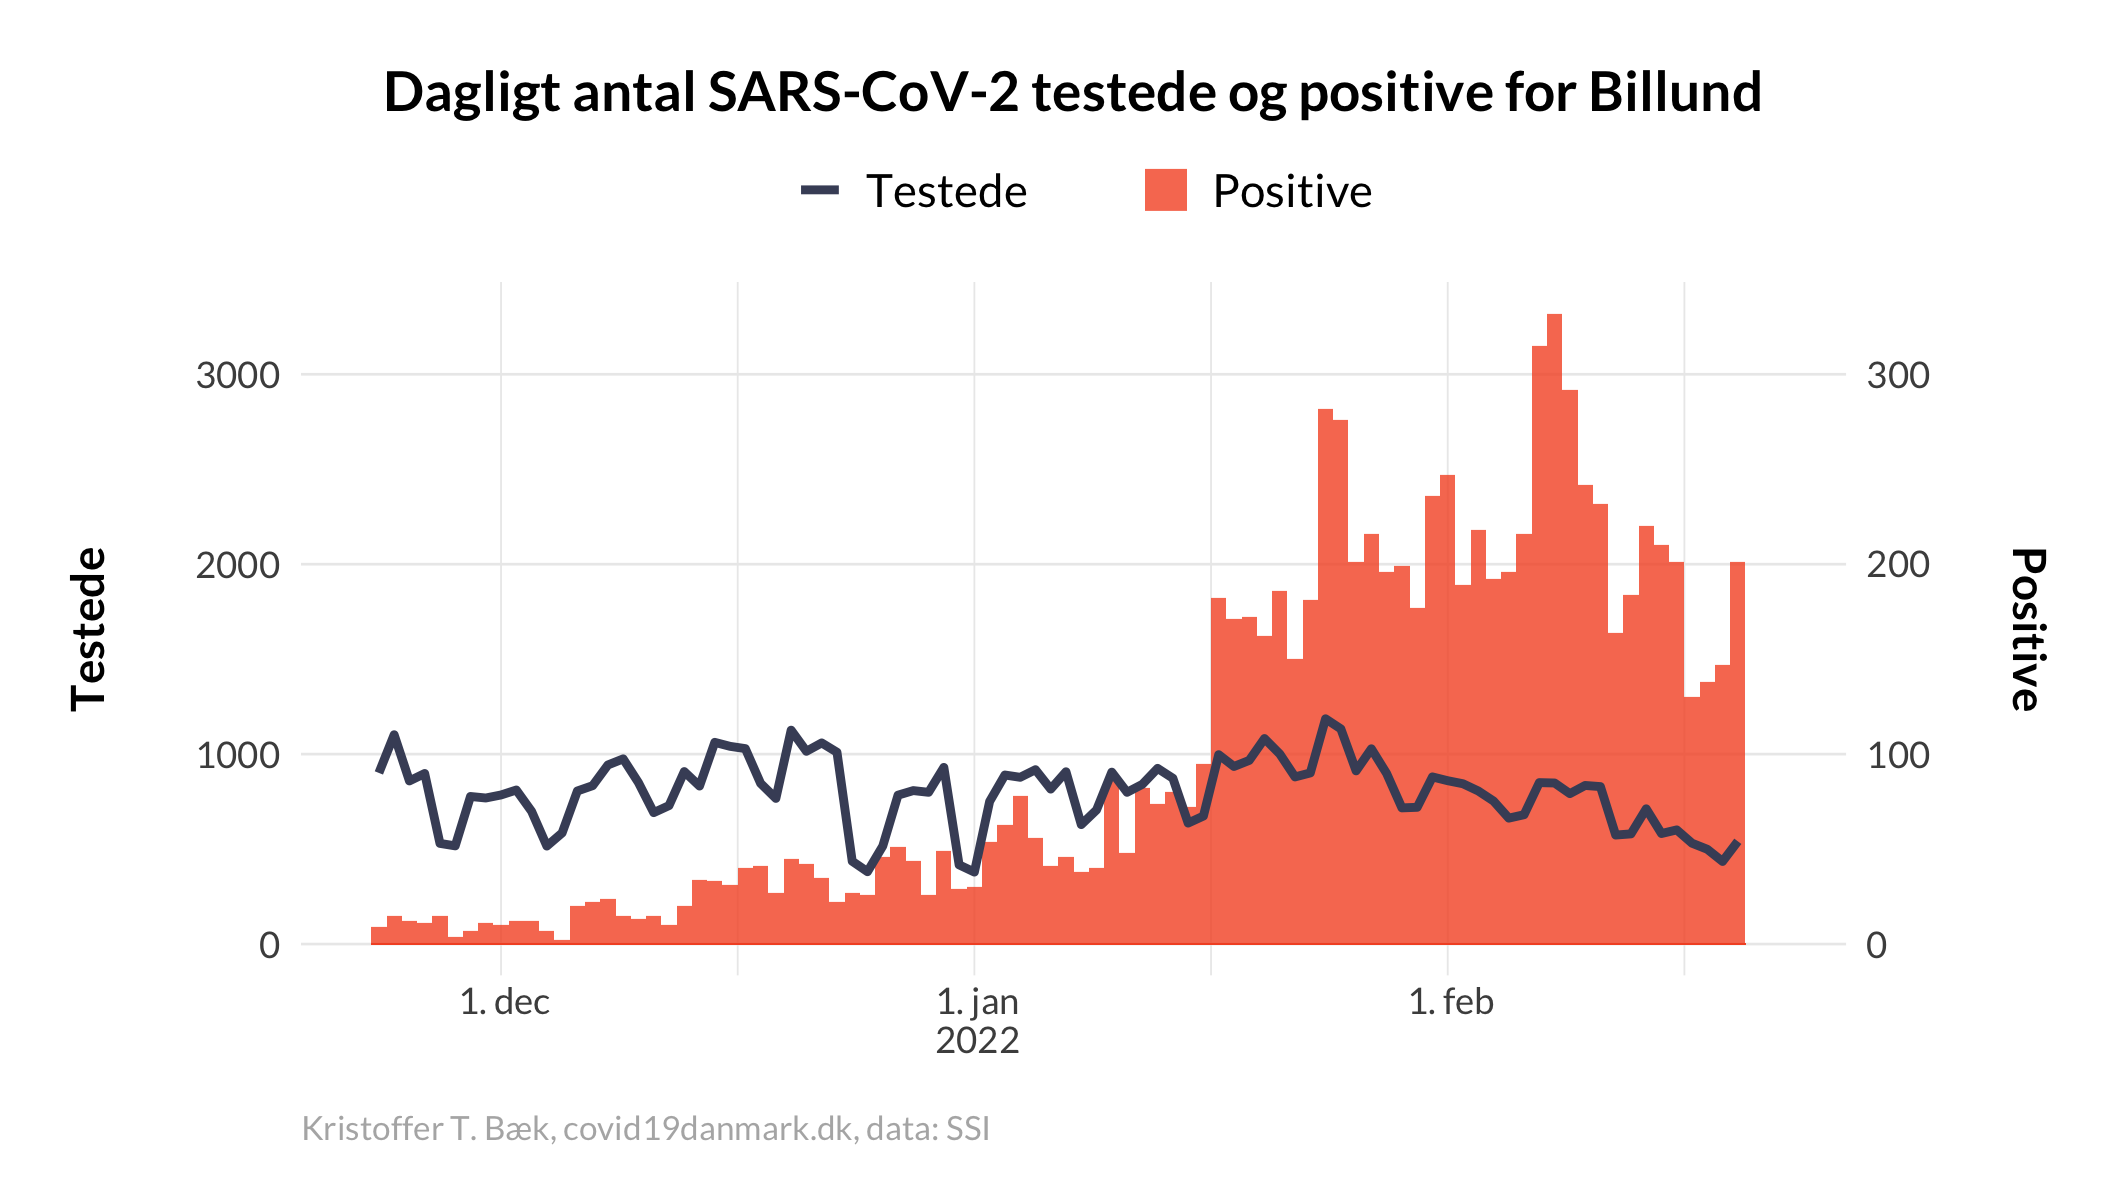 Dagligt antal SARS-CoV-2 testede og positive for Billund
Testede
Positive
3000
2000
1000
0
Testede
300
200
100
0
Positive
1. dec
1. jan
2022
1. feb
Kristoffer T. Bæk, covid19danmark.dk, data: SSI